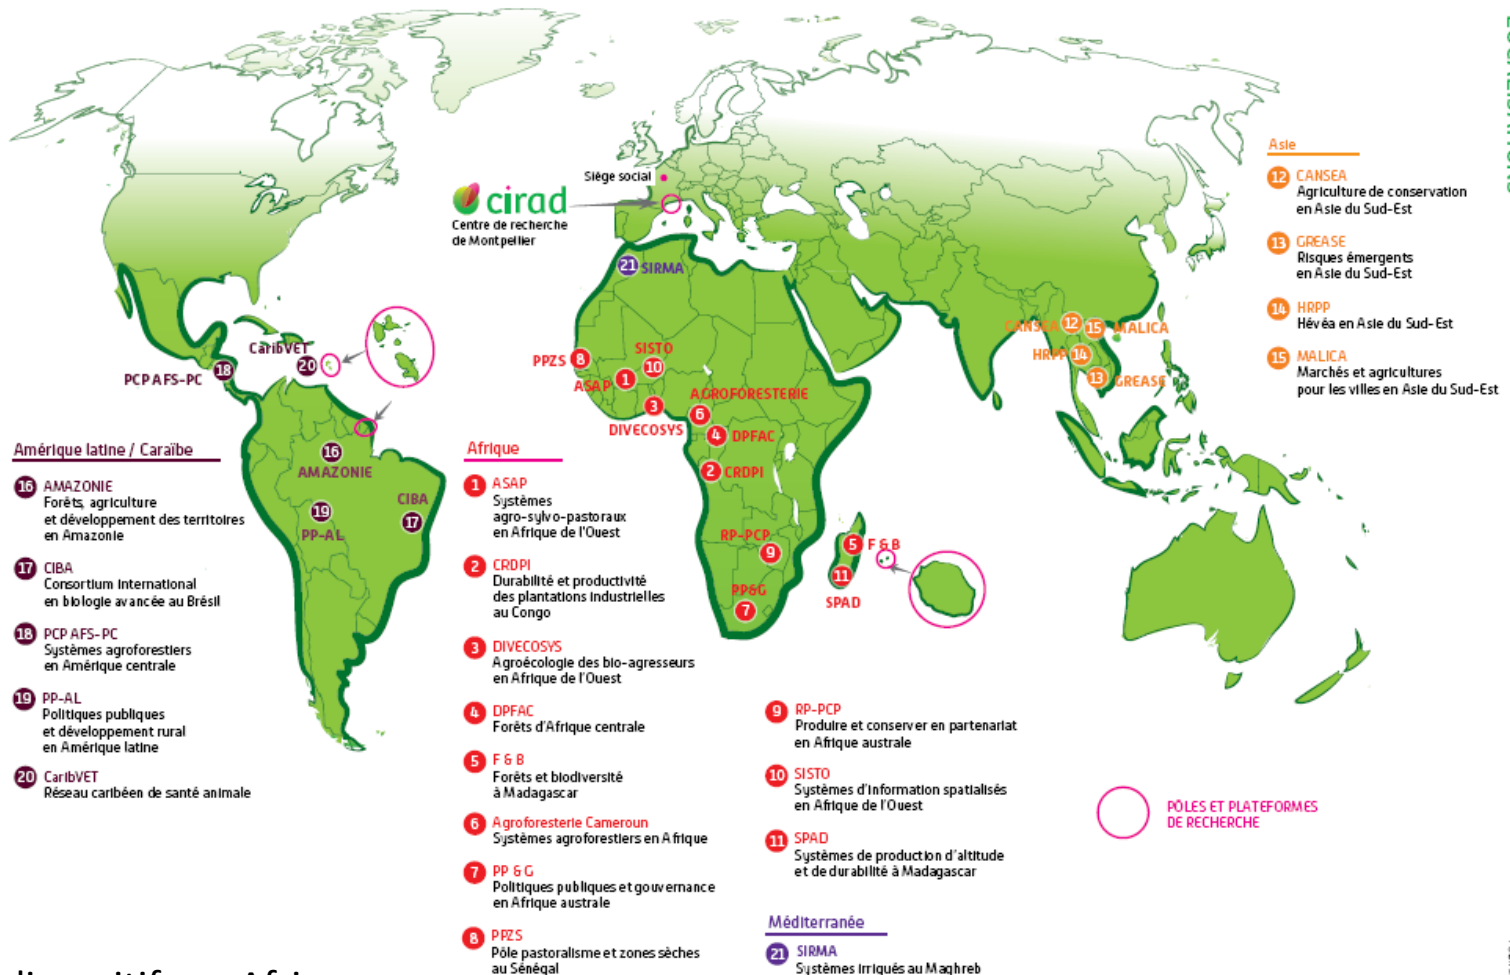 Siège social
cirad
Centre de recherche
de Montpellier
21 SIRMA
CaribVET
20
PCP AFS-PC
18
16
AMAZONIE
19
PP-AL
CIBA
17
PPZS 8
SISTO
10
ASAP 1
3
DIVECOSYS
AGROFORESTERIE
6
4 DPFAC
2 CRDPI
RP-PCP
9
PP&G
7
5 F & B
11
SPAD
CANSEA 12
15 MALICA
HRPP 14
13 GREASE
Asie
12 CANSEA
Agriculture de conservation
en Asie du Sud-Est
13 GREASE
Risques émergents
en Asie du Sud-Est
14 HRPP
Hévéa en Asie du Sud-Est
15 MALICA
Marchés et agricultures
pour les villes en Asie du Sud-Est
Amérique latine / Caraïbe
16 AMAZONIE
Forêts, agriculture
et développement des territoires
en Amazonie
17 CIBA
Consortium international
en biologie avancée au Brésil
18 PCP AFS-PC
Systèmes agroforestiers
en Amérique centrale
19 PP-AL
Politiques publiques
et développement rural
en Amérique latine
20 CaribVET
Réseau caribéen de santé animale
Afrique
1 ASAP
Systèmes
agro-sylvo-pastoraux
en Afrique de l'Ouest
2 CRDPI
Durabilité et productivité
des plantations industrielles
au Congo
3 DIVECOSYS
Agroécologie des bio-agresseurs
en Afrique de l'Ouest
4 DPFAC
Forêts d'Afrique centrale
5 F & B
Forêts et biodiversité
à Madagascar
6 Agroforesterie Cameroun
Systèmes agroforestiers en Afrique
7 PP & G
Politiques publiques et gouvernance
en Afrique australe
8 PPZS
Pôle pastoralisme et zones sèches
au Sénégal
9 RP-PCP
Produire et conserver en partenariat
en Afrique australe
10 SISTO
Systèmes d'information spatialisés
en Afrique de l'Ouest
11 SPAD
Systèmes de production d'altitude
et de durabilité à Madagascar
Méditerranée
21 SIRMA
Systèmes irrigués au Maghreb
PÔLES ET PLATEFORMES
DE RECHERCHE